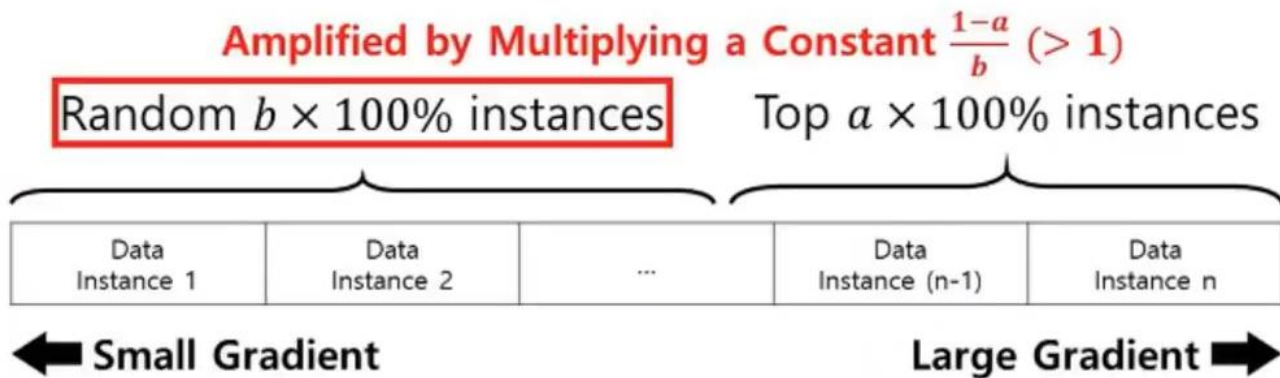 Amplified by Multiplying a Constant \frac{1-a}{b} (> 1)
Random b × 100% instances
Top a × 100% instances
Data
Instance 1
Data
Instance 2
...
Data
Instance (n-1)
Data
Instance n
Small Gradient
Large Gradient